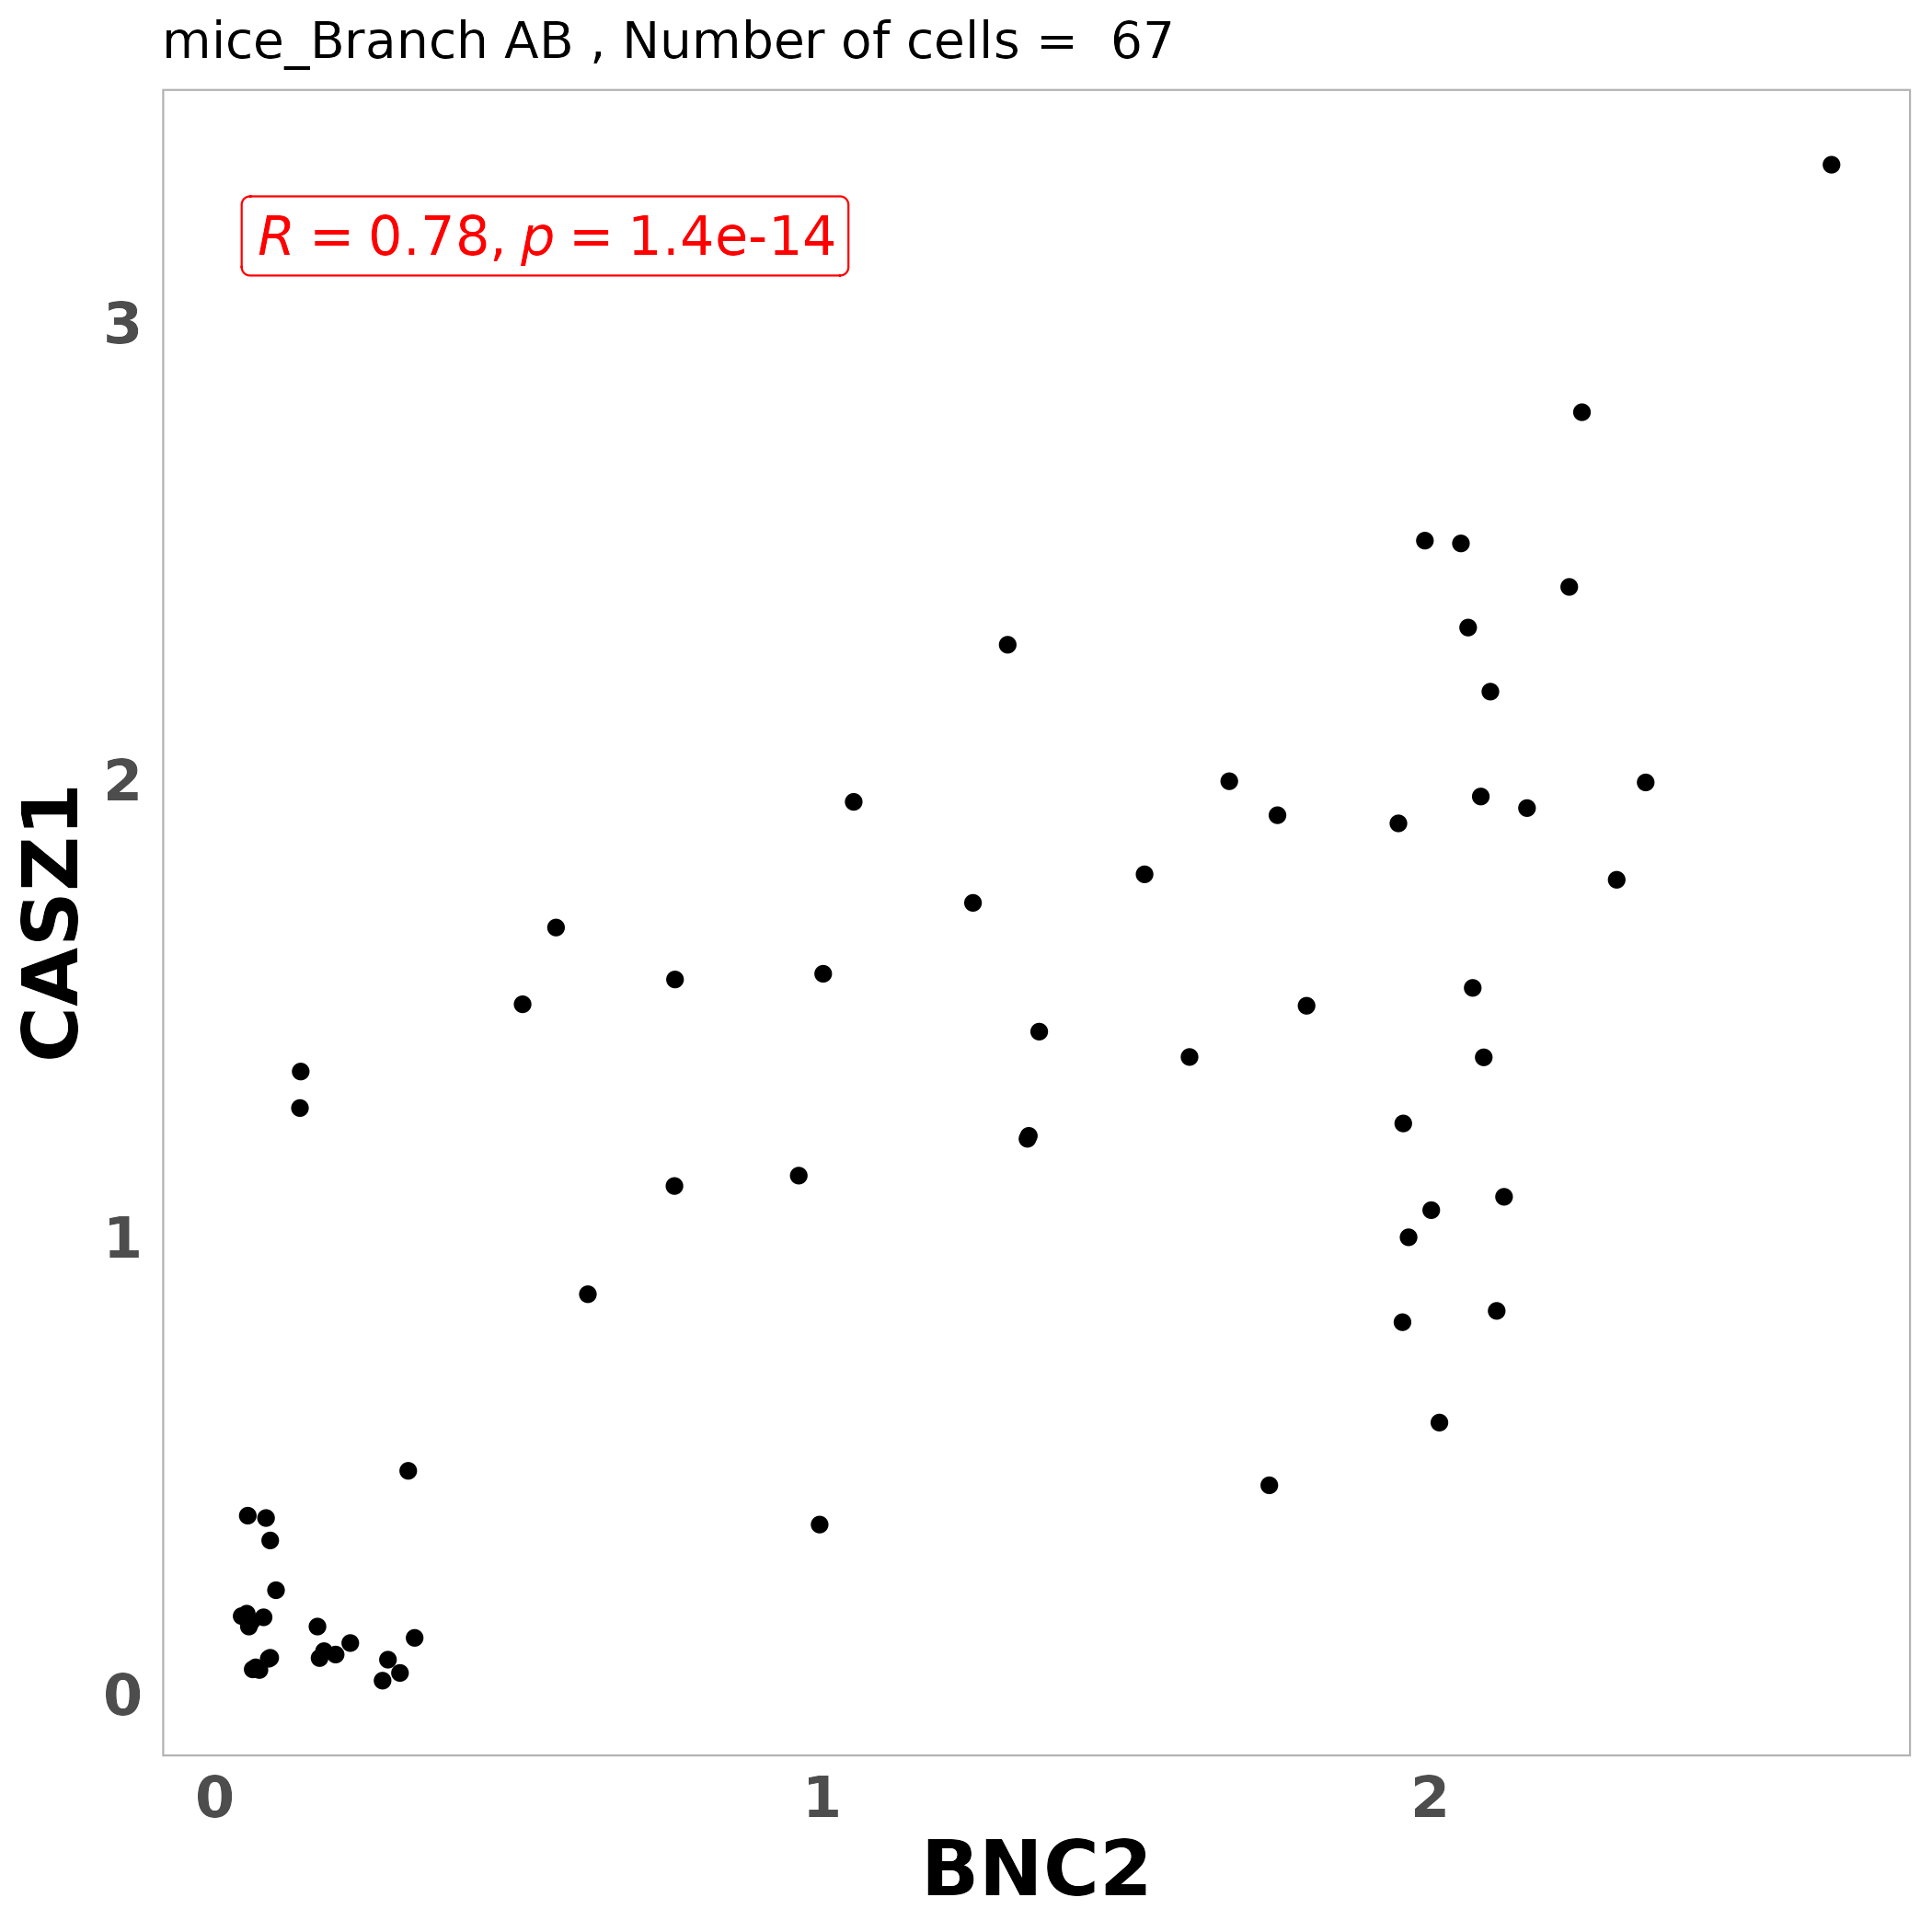 mice_Branch AB , Number of cells =  67
R = 0.78, p = 1.4e-14
3
2
1
0
CASZ1
0 1 2
BNC2